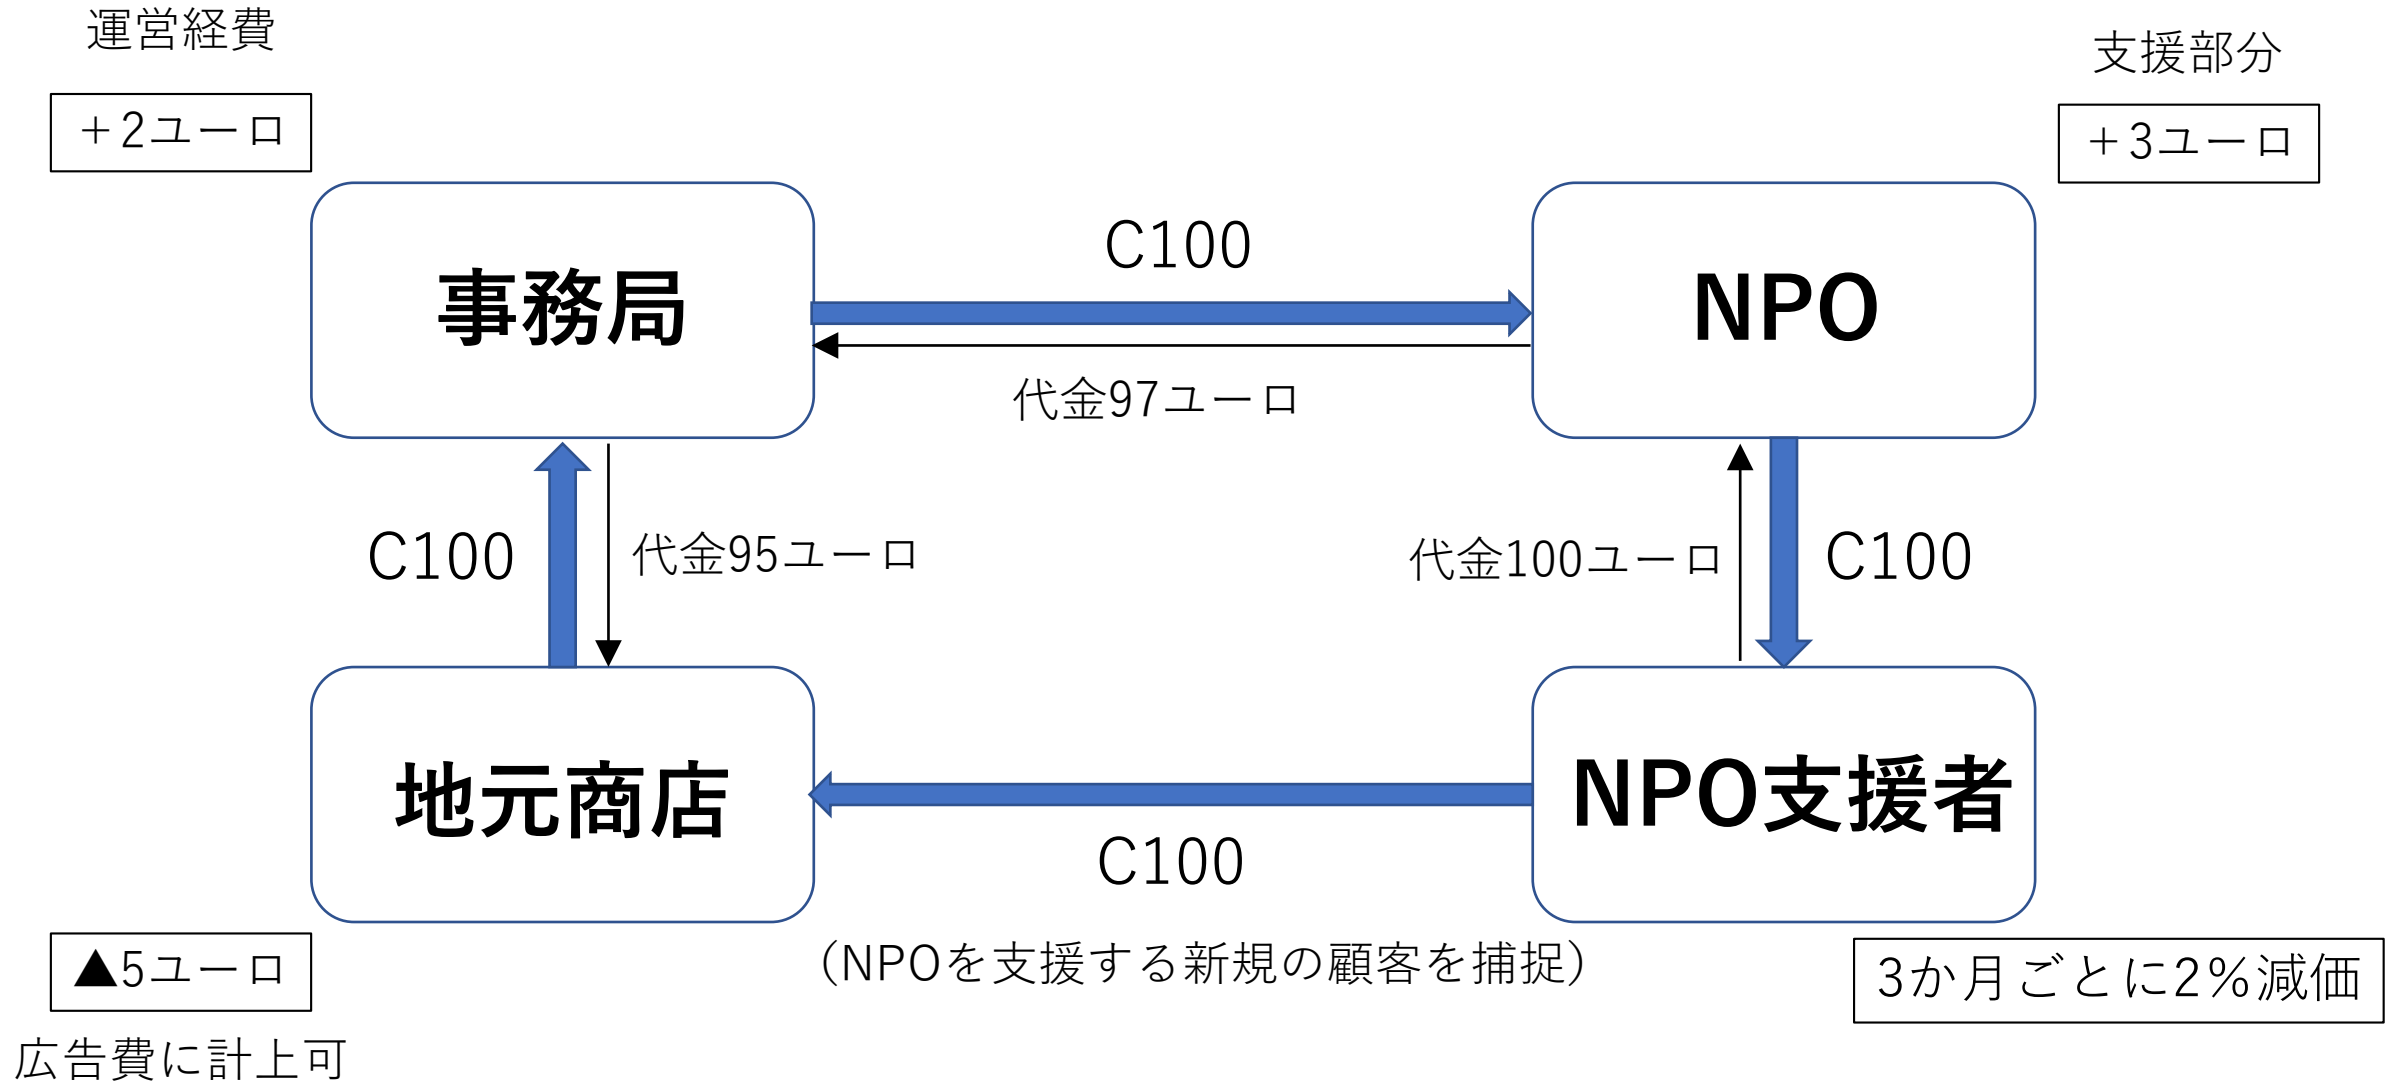 運営経費
支援部分
+2ユーロ
+3ユーロ
C100
事務局
NPO
代金97ユーロ
C100
代金95ユーロ
代金100ユーロ
C100
地元商店
NPO支援者
C100
(NPOを支援する新規の顧客を捕捉)
▲5ユーロ
3か月ごとに2%減価
広告費に計上可